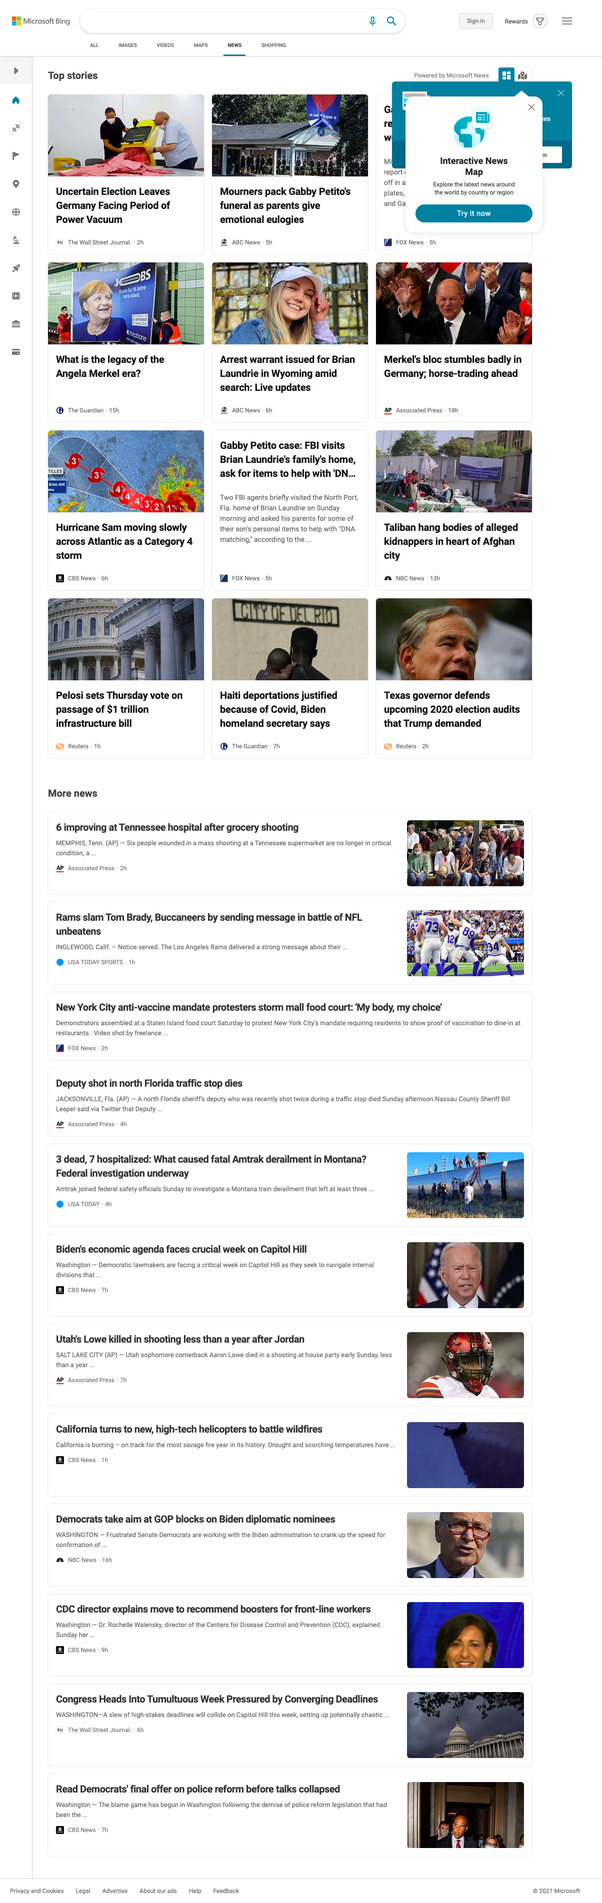 Microsoft Bing
Sign in
Rewards
ALL
IMAGES
VIDEOS
MAPS
NEWS
SHOPPING
Top stories
Powered by Microsoft News
Interactive News
Map
Explore the latest news around
the world by country or region
Try it now
Uncertain Election Leaves
Germany Facing Period of
Power Vacuum
The Wall Street Journal. · 2h
Mourners pack Gabby Petito's
funeral as parents give
emotional eulogies
ABC News · 5h
FOX News · 5h
What is the legacy of the
Angela Merkel era?
The Guardian · 15h
Arrest warrant issued for Brian
Laundrie in Wyoming amid
search: Live updates
ABC News · 6h
Merkel's bloc stumbles badly in
Germany; horse-trading ahead
AP Associated Press · 18h
Hurricane Sam moving slowly
across Atlantic as a Category 4
storm
CBS News · 6h
Gabby Petito case: FBI visits
Brian Laundrie's family's home,
ask for items to help with 'DN...
Two FBI agents briefly visited the North Port,
Fla. home of Brian Laundrie on Sunday
morning and asked his parents for some of
their son's personal items to help with "DNA
matching," according to the ...
FOX News · 5h
Taliban hang bodies of alleged
kidnappers in heart of Afghan
city
NBC News · 13h
CITY OF DEL RIO
Pelosi sets Thursday vote on
passage of $1 trillion
infrastructure bill
Reuters · 1h
Haiti deportations justified
because of Covid, Biden
homeland secretary says
The Guardian · 7h
Texas governor defends
upcoming 2020 election audits
that Trump demanded
Reuters · 2h
More news
6 improving at Tennessee hospital after grocery shooting
MEMPHIS, Tenn. (AP) — Six people wounded in a mass shooting at a Tennessee supermarket are no longer in critical
condition, a ...
AP Associated Press · 2h
Rams slam Tom Brady, Buccaneers by sending message in battle of NFL
unbeatens
INGLEWOOD, Calif. – Notice served. The Los Angeles Rams delivered a strong message about their ...
USA TODAY SPORTS · 1h
New York City anti-vaccine mandate protesters storm mall food court: 'My body, my choice'
Demonstrators assembled at a Staten Island food court Saturday to protest New York City's mandate requiring residents to show proof of vaccination to dine-in at
restaurants. Video shot by freelance ...
FOX News · 2h
Deputy shot in north Florida traffic stop dies
JACKSONVILLE, Fla. (AP) — A north Florida sheriff's deputy who was recently shot twice during a traffic stop died Sunday afternoon.Nassau County Sheriff Bill
Leeper said via Twitter that Deputy ...
AP Associated Press · 4h
3 dead, 7 hospitalized: What caused fatal Amtrak derailment in Montana?
Federal investigation underway
Amtrak joined federal safety officials Sunday to investigate a Montana train derailment that left at least three ...
USA TODAY · 4h
Biden's economic agenda faces crucial week on Capitol Hill
Washington — Democratic lawmakers are facing a critical week on Capitol Hill as they seek to navigate internal
divisions that ...
CBS News · 7h
Utah's Lowe killed in shooting less than a year after Jordan
SALT LAKE CITY (AP) — Utah sophomore cornerback Aaron Lowe died in a shooting at house party early Sunday, less
than a year ...
AP Associated Press · 7h
California turns to new, high-tech helicopters to battle wildfires
California is burning – on track for the most savage fire year in its history. Drought and scorching temperatures have ...
CBS News · 1h
Democrats take aim at GOP blocks on Biden diplomatic nominees
WASHINGTON — Frustrated Senate Democrats are working with the Biden administration to crank up the speed for
confirmation of ...
NBC News · 16h
CDC director explains move to recommend boosters for front-line workers
Washington — Dr. Rochelle Walensky, director of the Centers for Disease Control and Prevention (CDC), explained
Sunday her ...
CBS News · 9h
Congress Heads Into Tumultuous Week Pressured by Converging Deadlines
WASHINGTON—A slew of high-stakes deadlines will collide on Capitol Hill this week, setting up potentially chaotic ...
The Wall Street Journal. · 6h
Read Democrats' final offer on police reform before talks collapsed
Washington — The blame game has begun in Washington following the demise of police reform legislation that had
been the ...
CBS News · 7h
Privacy and Cookies
Legal
Advertise
About our ads
Help
Feedback
© 2021 Microsoft